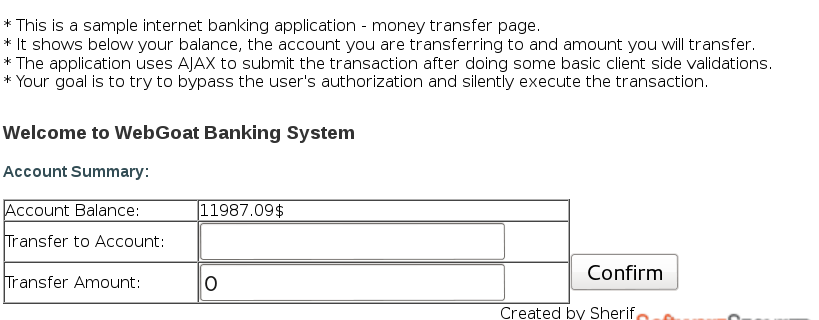 * This is a sample internet banking application - money transfer page.
* It shows below your balance, the account you are transferring to and amount you will transfer.
* The application uses AJAX to submit the transaction after doing some basic client side validations.
* Your goal is to try to bypass the user's authorization and silently execute the transaction.
Welcome to WebGoat Banking System
Account Summary:
Account Balance: 11987.09$
Transfer to Account:
Transfer Amount: 0
Confirm
Created by Sherif